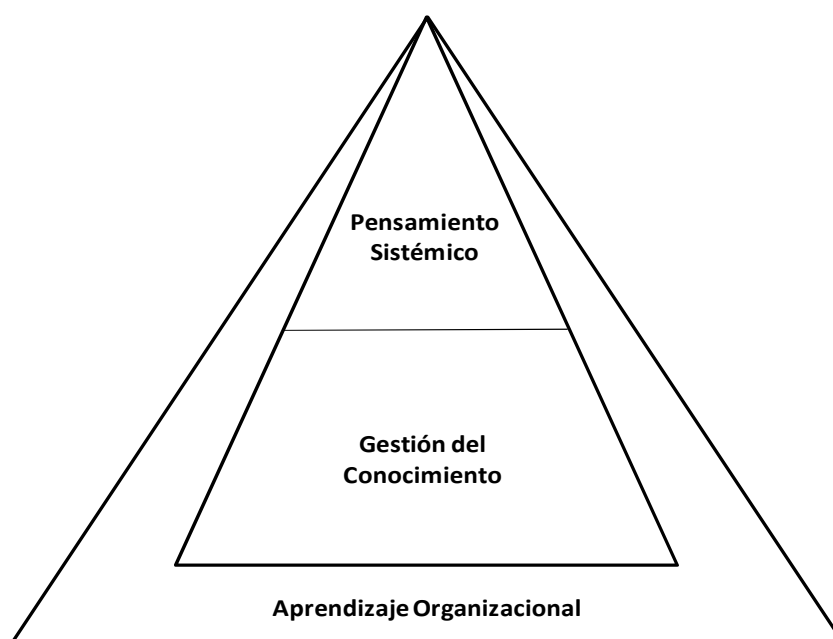 Pensamiento
Sistémico
Gestión del
Conocimiento
Aprendizaje Organizacional